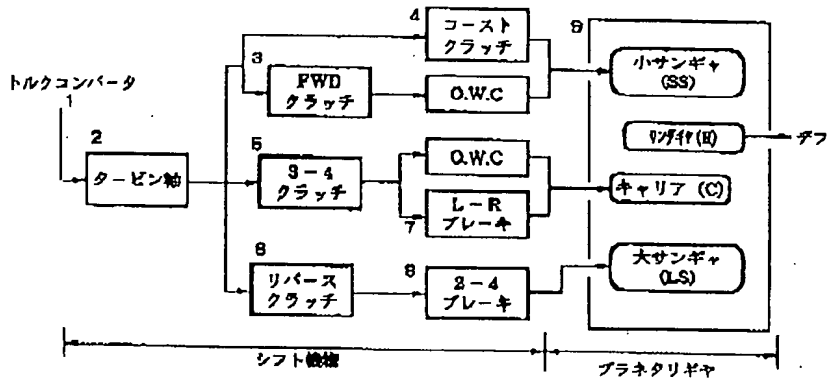 トルクコンバータ
1
2
タービン軸
3
FWD
クラッチ
4
コースト
クラッチ
O.W.C
5
3-4
クラッチ
O.W.C
7
L-R
ブレーキ
6
リバース
クラッチ
8
2-4
ブレーキ
9
小サンギャ
(SS)
リングギヤ(R)
デフ
キャリア (C)
大サンギャ
(LS)
シフト機構
プラネタリギヤ